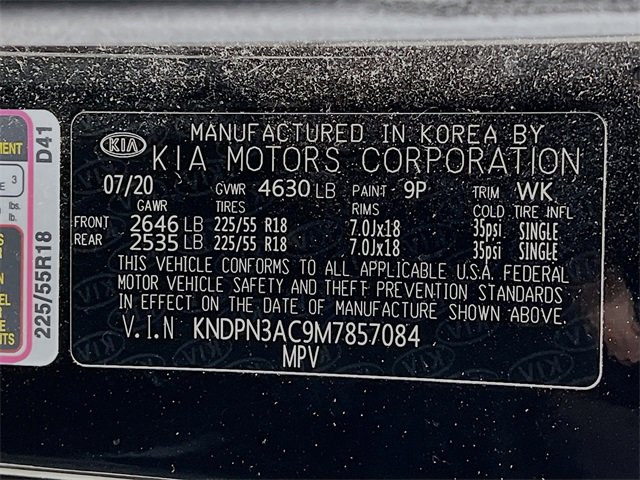 KIA
MANUFACTURED IN KOREA BY
KIA MOTORS CORPORATION
07/20 GVWR 4630 LB PAINT 9P TRIM WK
GAWR TIRES RIMS COLD TIRE INFL
FRONT 2646 LB 225/55 R18 7.0Jx18 35psi SINGLE
REAR 2535 LB 225/55 R18 7.0Jx18 35psi SINGLE
THIS VEHICLE CONFORMS TO ALL APPLICABLE U.S.A. FEDERAL
MOTOR VEHICLE SAFETY AND THEFT PREVENTION STANDARDS
IN EFFECT ON THE DATE OF MANUFACTURE SHOWN ABOVE.
V.I.N KNDPN3AC9M7857084
MPV
D41
225/55R18
3
lbs.
lb.